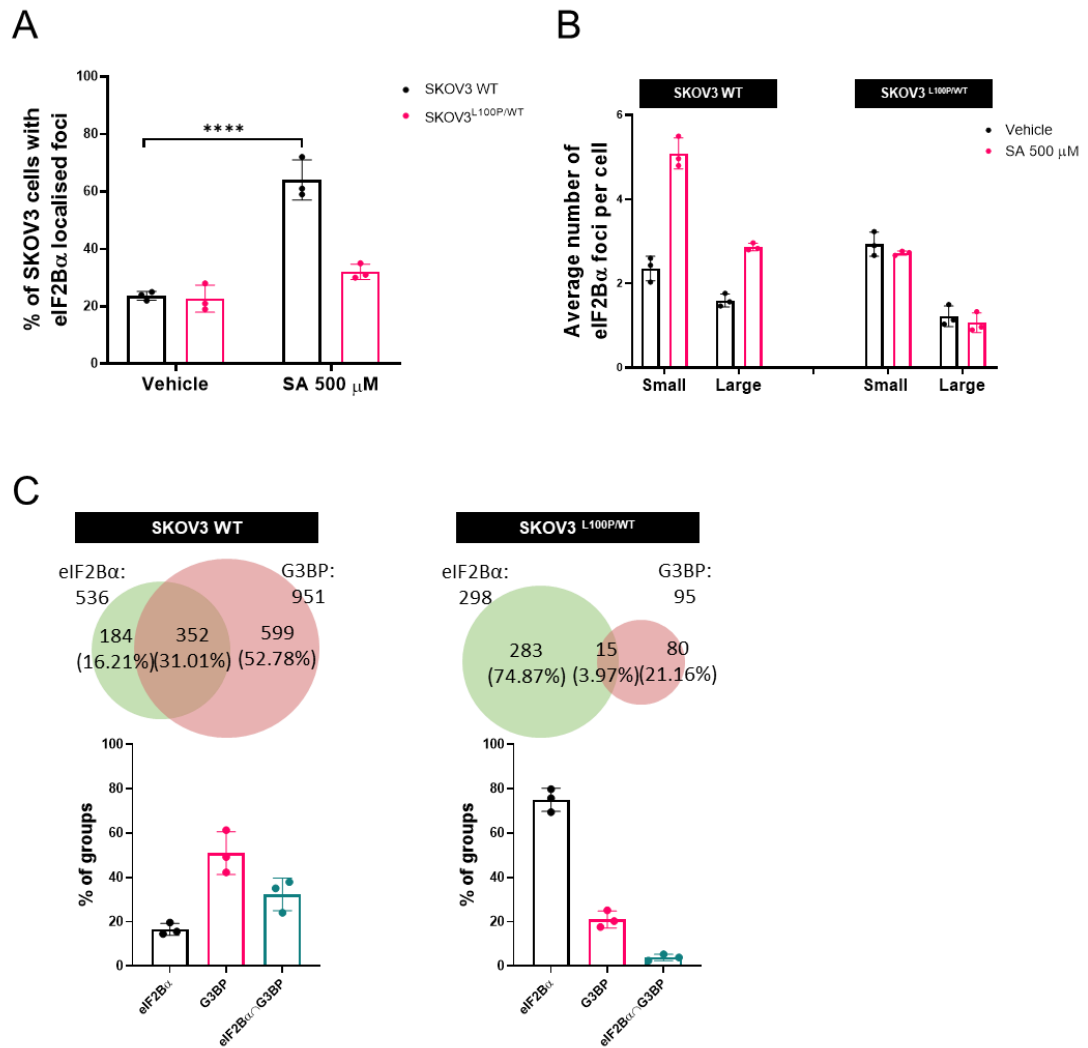 A
% of SKOV3 cells with
eIF2Bα localised foci
100
80
60
40
20
0
****
SKOV3 WT
SKOV3 L100P/WT
Vehicle
SA 500 μM
B
Average number of
eIF2Bα foci per cell
SKOV3 WT
SKOV3 L100P/WT
6
4
2
0
Vehicle
SA 500 μM
Small
Large
Small
Large
C
SKOV3 WT
eIF2Bα:
536
G3BP:
951
184
(16.21%)
352
(31.01%)
599
(52.78%)
% of groups
100
80
60
40
20
0
eIF2Bα
G3BP
eIF2Bα∩G3BP
SKOV3 L100P/WT
eIF2Bα:
298
G3BP:
95
283
(74.87%)
15
(3.97%)
80
(21.16%)
% of groups
100
80
60
40
20
0
eIF2Bα
G3BP
eIF2Bα∩G3BP